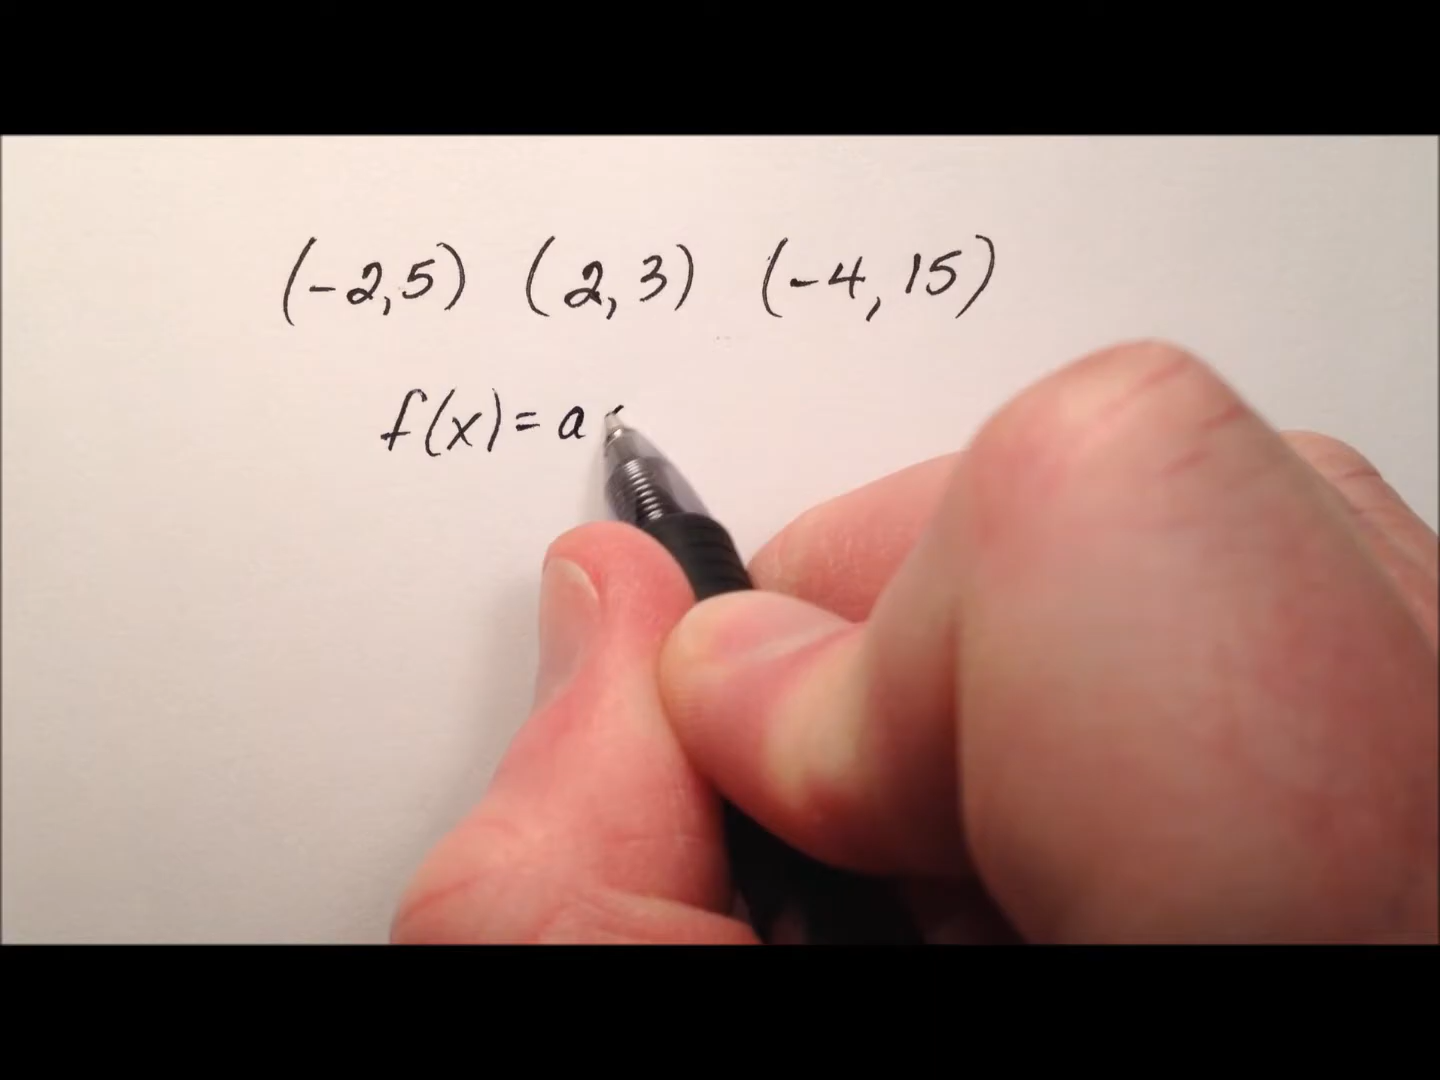 (-2,5) (2,3) (-4,15)
f(x)= a